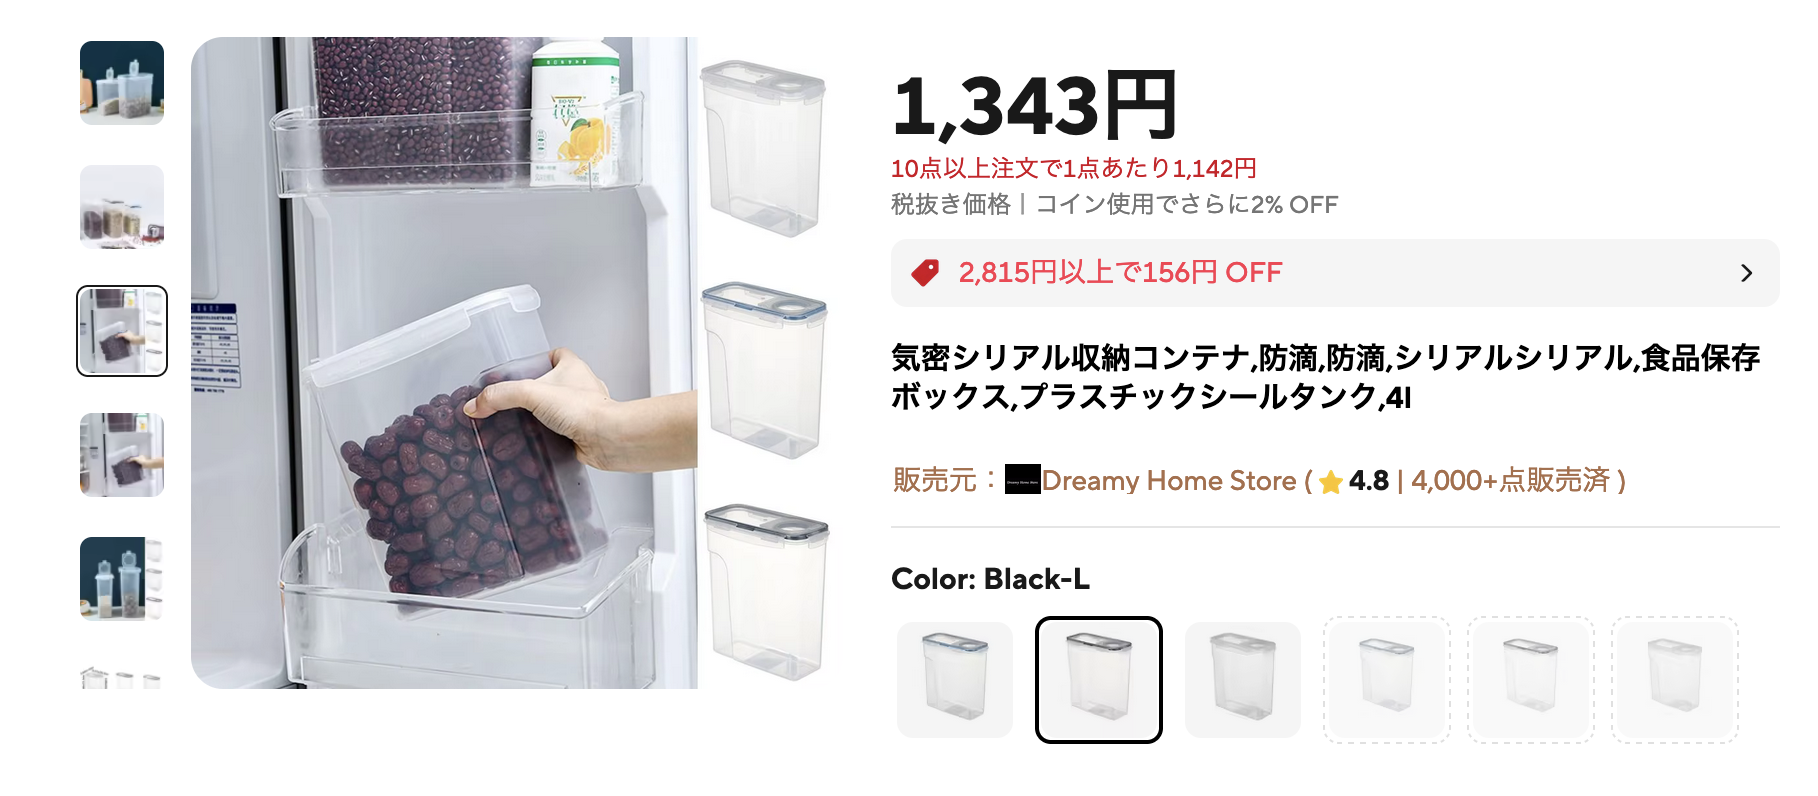 1,343円
10点以上注文で1点あたり1,142円
税抜き価格 | コイン使用でさらに2% OFF
2,815円以上で156円 OFF
気密シリアル収納コンテナ,防滴,防滴,シリアルシリアル,食品保存
ボックス,プラスチックシールタンク,4l
販売元：Dreamy Home Store ( 4.8 | 4,000+点販売済 )
Color: Black-L